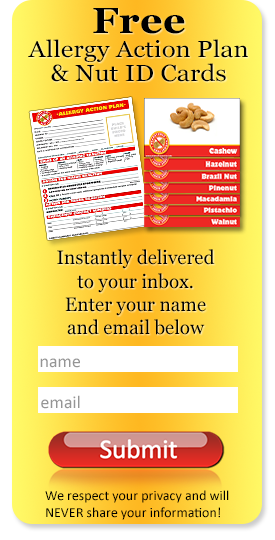 Free
Allergy Action Plan
& Nut ID Cards
-ALLERGY ACTION PLAN-
Cashew
Hazelnut
Brazil Nut
Pinenut
Macadamia
Pistachio
Walnut
Instantly delivered
to your inbox.
Enter your name
and email below
name
email
Submit
We respect your privacy and will
NEVER share your information!